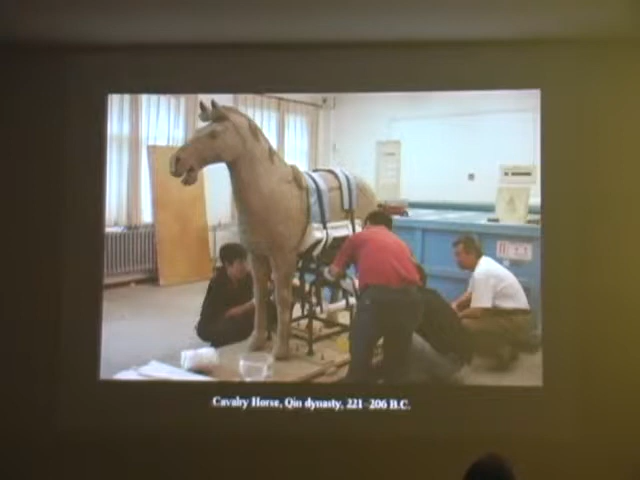 Cavalry Horse, Qin dynasty, 221–206 B.C.